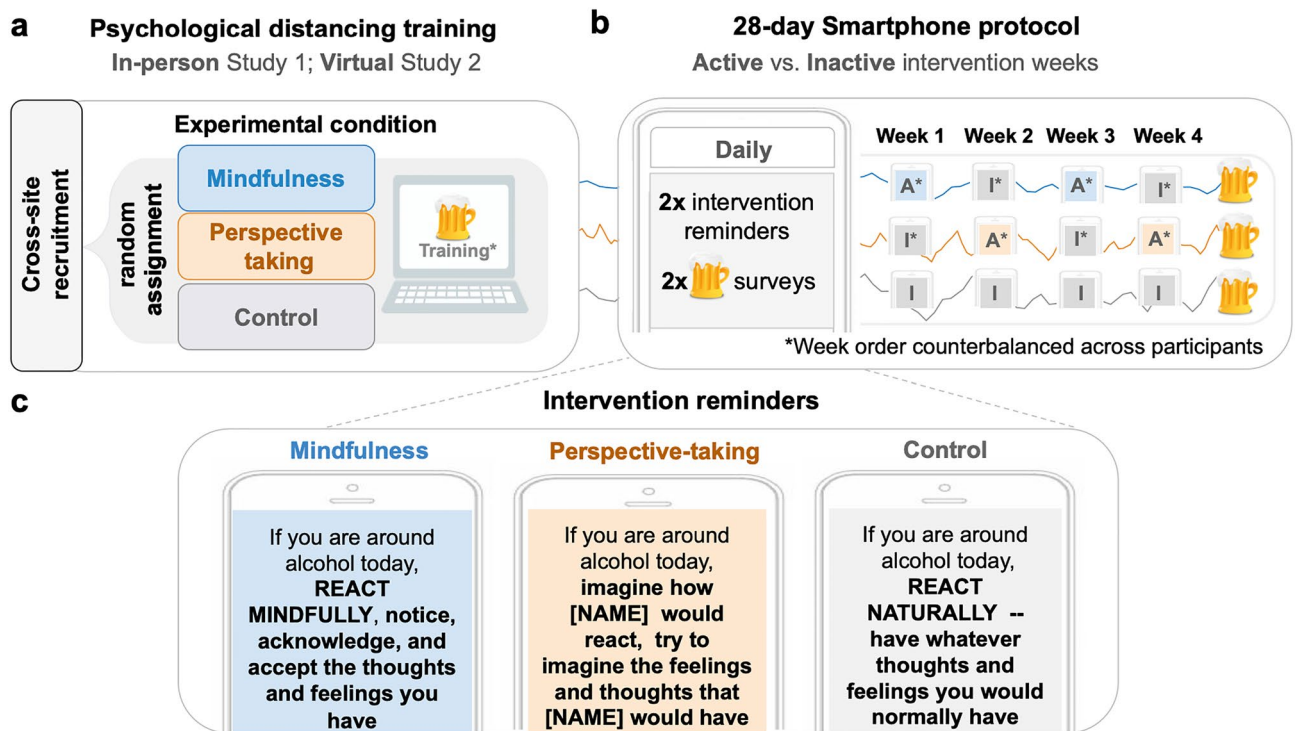 a
Psychological distancing training
In-person Study 1; Virtual Study 2
Crosss-site
recruitment
random
assignment
Experimental condition
Mindfulness
Perspective
taking
Control
Training*
b
28-day Smartphone protocol
Active vs. Inactive intervention weeks
Daily
2x intervention
reminders
2x surveys
Week 1 Week 2 Week 3 Week 4
A* I* A* I*
I* A* I* A*
I I I I
*Week order counterbalanced across participants
c
Intervention reminders
Mindfulness
If you are around
alcohol today,
REACT
MINDFULLY, notice,
acknowledge, and
accept the thoughts
and feelings you
have
Perspective-taking
If you are around
alcohol today,
imagine how
[NAME] would
react, try to
imagine the feelings
and thoughts that
[NAME] would have
Control
If you are around
alcohol today,
REACT
NATURALLY --
have whatever
thoughts and
feelings you would
normally have